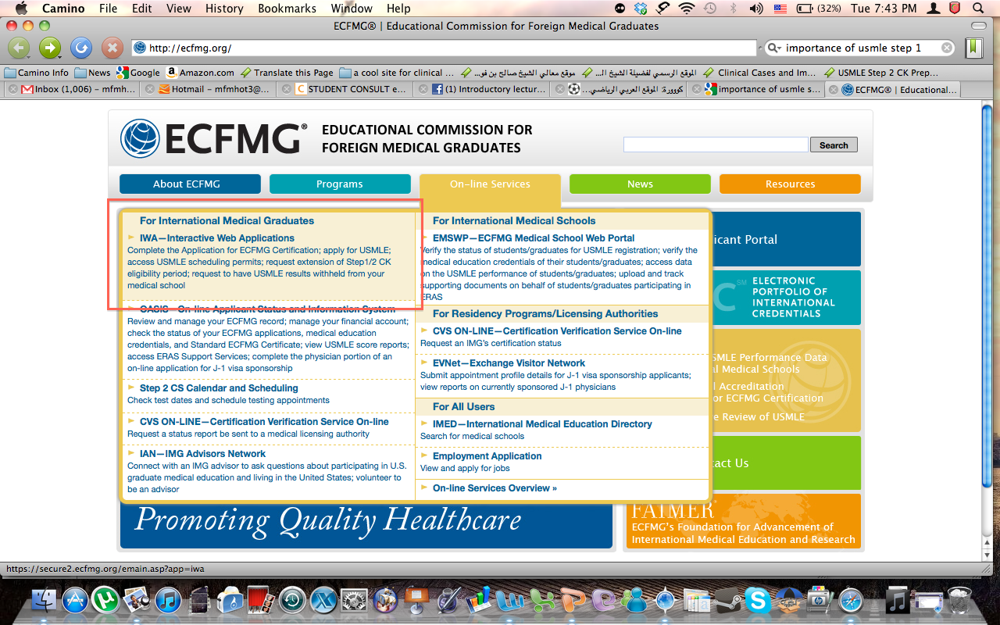 Camino File Edit View History Bookmarks Window Help (32%) Tue 7:43 PM
ECFMG® | Educational Commission for Foreign Medical Graduates
http://ecfmg.org/
importance of usmle step 1
Camino Info News Google Amazon.com Translate this Page a cool site for clinical ... موقع معالي الشيخ صالح بن فو... الموقع الرسمي لفضيلة الشيخ ال... Clinical Cases and Im... USMLE Step 2 CK Prep...
Inbox (1,006) – mfmh... Hotmail – mfmhot3@... STUDENT CONSULT e... (1) Introductory lectur... كووورة: الموقع العربي الرياضي... importance of usmle s... ECFMG® | Educational...
ECFMG®
EDUCATIONAL COMMISSION FOR
FOREIGN MEDICAL GRADUATES
Search
About ECFMG Programs On-line Services News Resources
For International Medical Graduates
IWA—Interactive Web Applications
Complete the Application for ECFMG Certification; apply for USMLE;
access USMLE scheduling permits; request extension of Step1/2 CK
eligibility period; request to have USMLE results withheld from your
medical school
OASIS—On-line Applicant Status and Information System
Review and manage your ECFMG record; manage your financial account;
check the status of your ECFMG applicants, medical education
credentials, and Standard ECFMG Certificate; view USMLE score reports;
access ERAS Support Services; complete the physician portion of an
on-line application for J-1 visa sponsorship
Step 2 CS Calendar and Scheduling
Check test dates and schedule testing appointments
CVS ON-LINE—Certification Verification Service On-line
Request a status report be sent to a medical licensing authority
IAN—IMG Advisors Network
Connect with an IMG advisor to ask questions about participating in U.S.
graduate medical education and living in the United States; volunteer to
be an advisor
For International Medical Schools
EMSWP—ECFMG Medical School Web Portal
Verify the status of students/graduates for USMLE registration; verify the
medical education credentials of their students/graduates; access data
on the USMLE performance of students/graduates; upload and track
supporting documents on behalf of students/graduates participating in
ERAS
For Residency Programs/Licensing Authorities
CVS ON-LINE—Certification Verification Service On-line
Request an IMG's certification status
EVNet—Exchange Visitor Network
Submit appointment profile details for J-1 visa sponsorship applicants;
view reports on currently sponsored J-1 physicians
For All Users
IMED—International Medical Education Directory
Search for medical schools
Employment Application
View and apply for jobs
On-line Services Overview »
icant Portal
C℠
ELECTRONIC
PORTFOLIO OF
INTERNATIONAL
CREDENTIALS
SMLE Performance Data
al Medical Schools
l Accreditation
or ECFMG Certification
e Review of USMLE
tact Us
Promoting Quality Healthcare
FAIMER®
ECFMG's Foundation for Advancement of
International Medical Education and Research
https://secure2.ecfmg.org/emain.asp?app=iwa